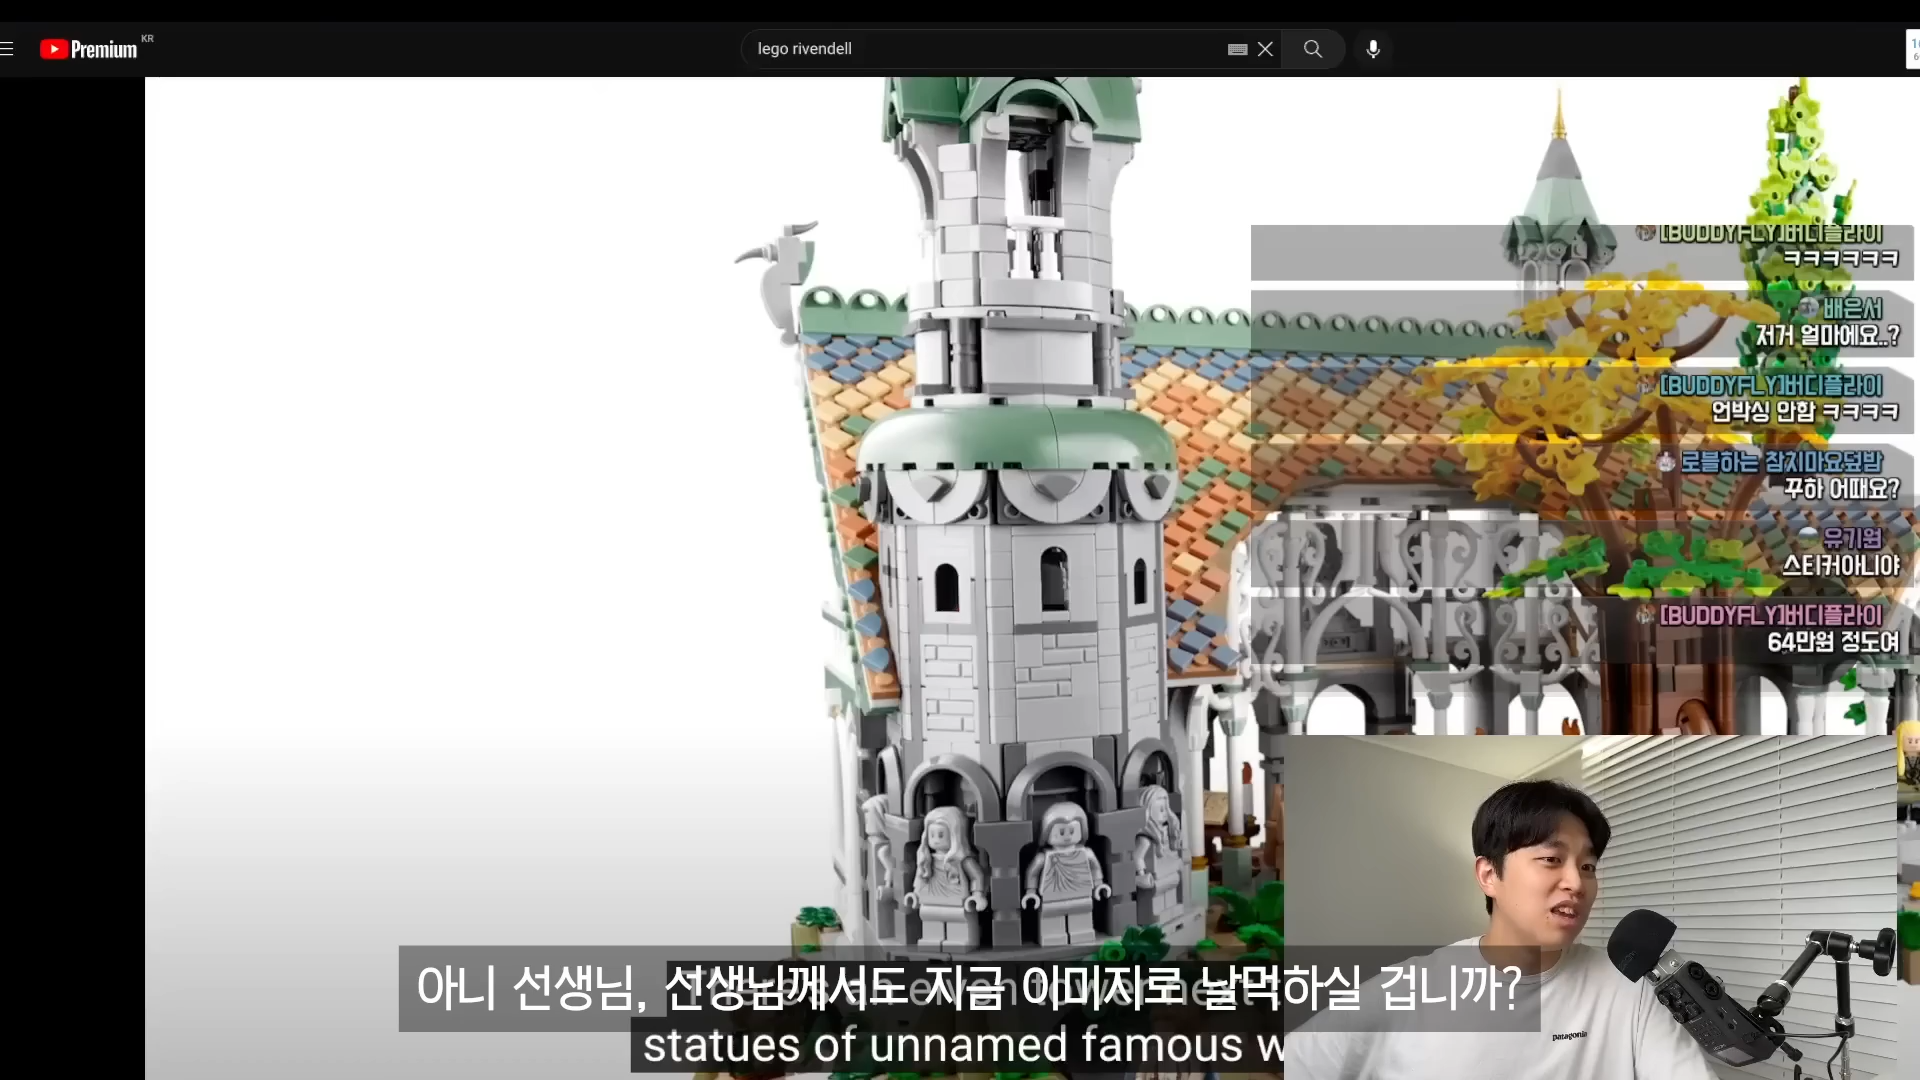 Premium KR
lego rivendell
[BUDDYFLY]버디플라이
ㅋㅋㅋㅋㅋㅋ
배은서
저거 얼마에요..?
[BUDDYFLY]버디플라이
언박싱 안함 ㅋㅋㅋㅋ
로블하는 참치마요덮밥
꾸하 어때요?
유기원
스티커아니야
[BUDDYFLY]버디플라이
64만원 정도여
아니 선생님, 선생님께서도 지금 이미지로 날먹하실 겁니까?
statues of unnamed famous w
patagonia